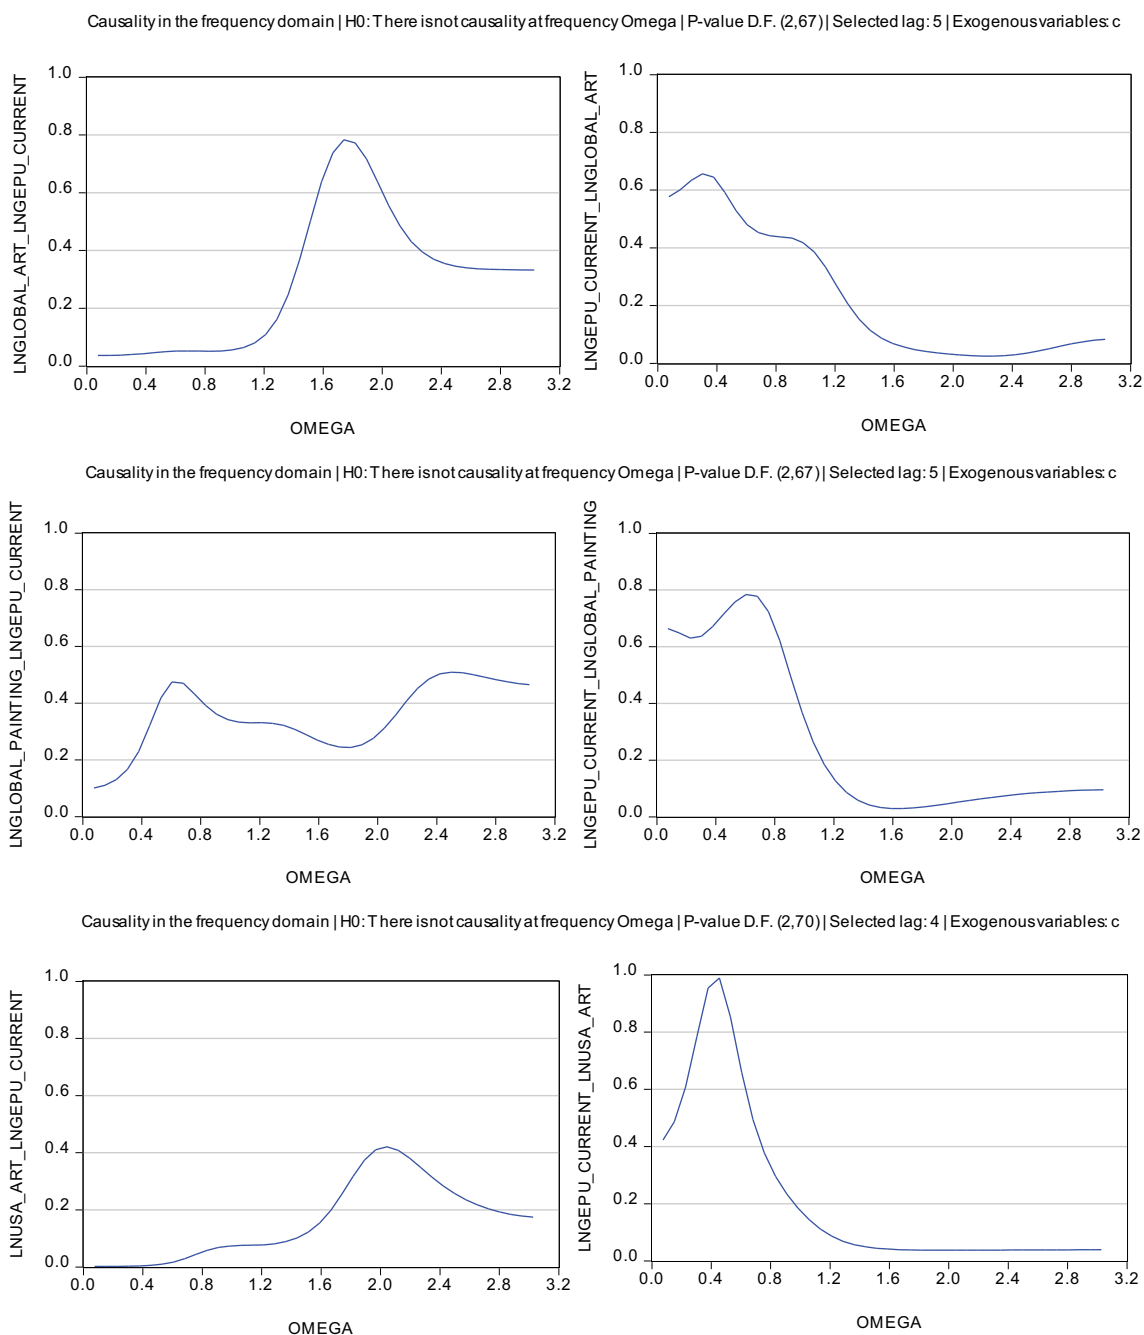 Causality in the frequency domain | H0: There isnot causality at frequency Omega | P-value D.F. (2,67) | Selected lag: 5 | Exogenous variables: c
LNGLOBAL_ART_LNGEPU_CURRENT
1.0
0.8
0.6
0.4
0.2
0.0
0.0 0.4 0.8 1.2 1.6 2.0 2.4 2.8 3.2
OMEGA
LNGEPU_CURRENT_LNGLOBAL_ART
1.0
0.8
0.6
0.4
0.2
0.0
0.0 0.4 0.8 1.2 1.6 2.0 2.4 2.8 3.2
OMEGA
Causality in the frequency domain | H0: There isnot causality at frequency Omega | P-value D.F. (2,67) | Selected lag: 5 | Exogenous variables: c
LNGLOBAL_PAINTING_LNGEPU_CURRENT
1.0
0.8
0.6
0.4
0.2
0.0
0.0 0.4 0.8 1.2 1.6 2.0 2.4 2.8 3.2
OMEGA
LNGEPU_CURRENT_LNGLOBAL_PAINTING
1.0
0.8
0.6
0.4
0.2
0.0
0.0 0.4 0.8 1.2 1.6 2.0 2.4 2.8 3.2
OMEGA
Causality in the frequency domain | H0: There isnot causality at frequency Omega | P-value D.F. (2,70) | Selected lag: 4 | Exogenous variables: c
LNUSA_ART_LNGEPU_CURRENT
1.0
0.8
0.6
0.4
0.2
0.0
0.0 0.4 0.8 1.2 1.6 2.0 2.4 2.8 3.2
OMEGA
LNGEPU_CURRENT_LNUSA_ART
1.0
0.8
0.6
0.4
0.2
0.0
0.0 0.4 0.8 1.2 1.6 2.0 2.4 2.8 3.2
OMEGA